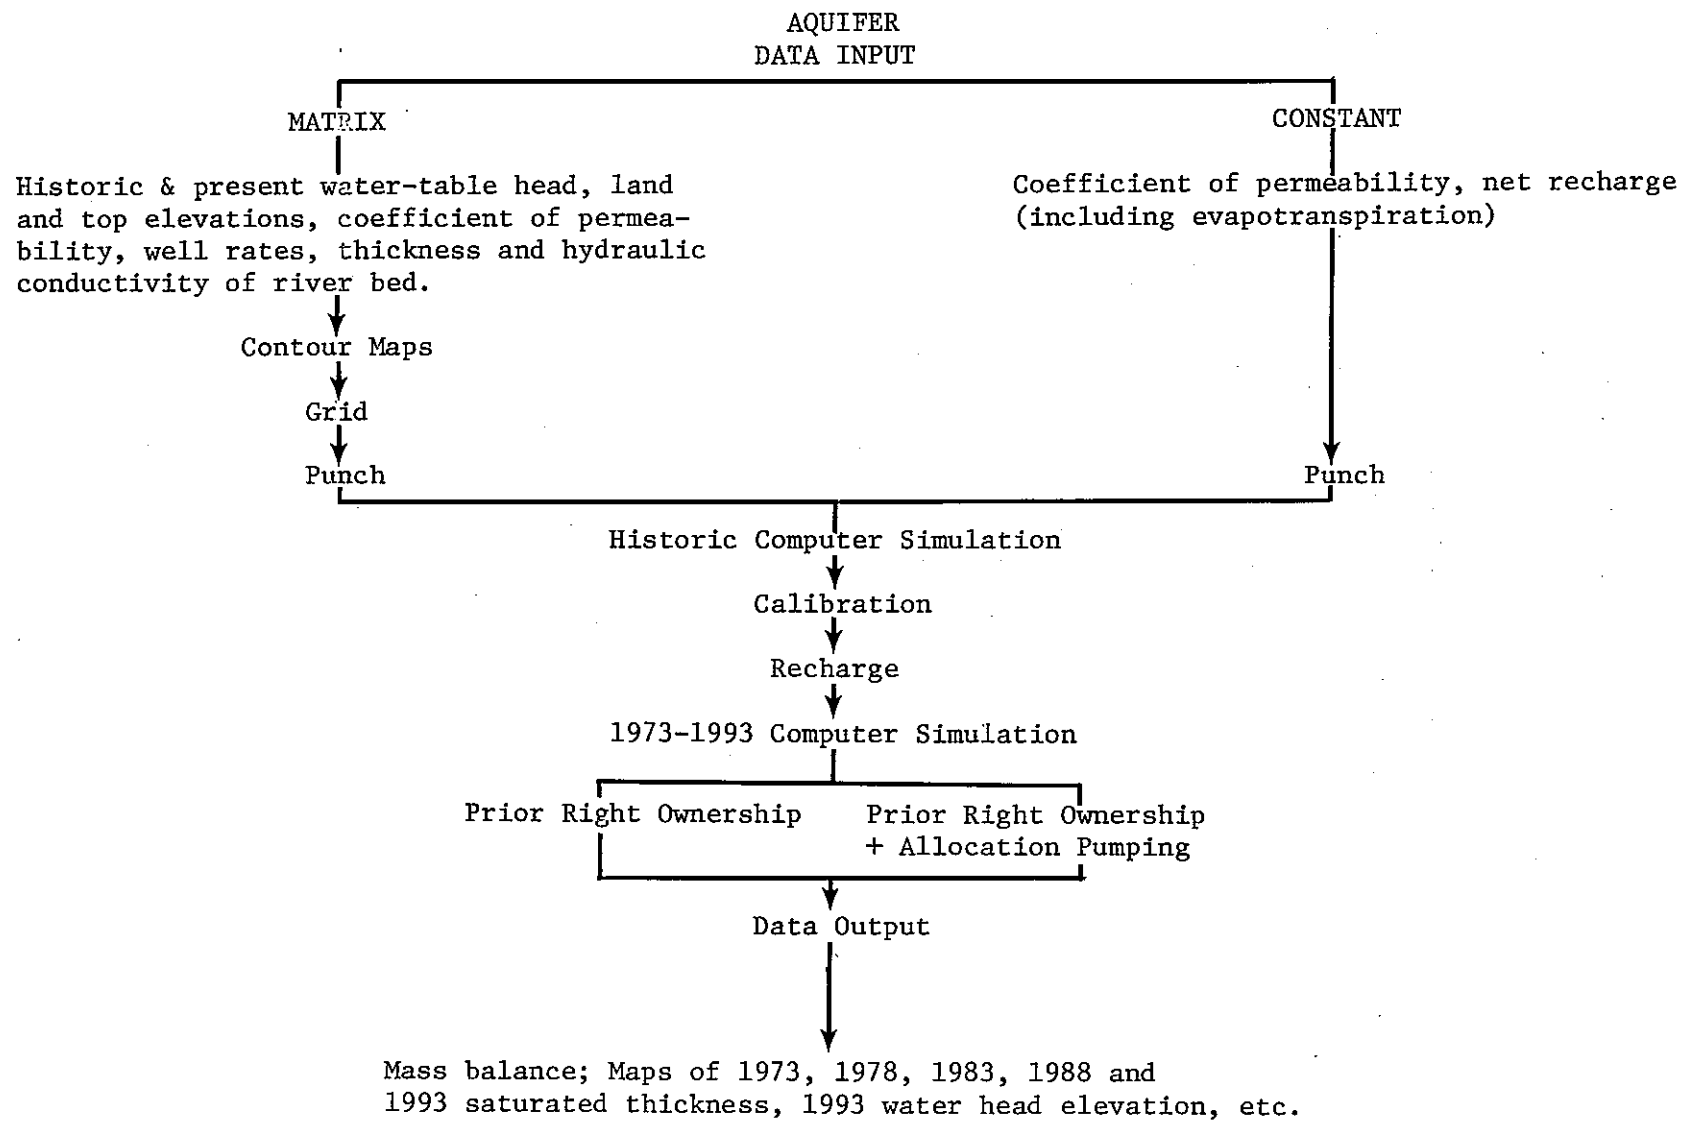 AQUIFER
DATA INPUT
MATRIX
CONSTANT
Historic & present water-table head, land
and top elevations, coefficient of permea-
bility, well rates, thickness and hydraulic
conductivity of river bed.
Coefficient of permeability, net recharge
(including evapotranspiration)
Contour Maps
Grid
Punch
Punch
Historic Computer Simulation
Calibration
Recharge
1973-1993 Computer Simulation
Prior Right Ownership
Prior Right Ownership
+ Allocation Pumping
Data Output
Mass balance; Maps of 1973, 1978, 1983, 1988 and
1993 saturated thickness, 1993 water head elevation, etc.